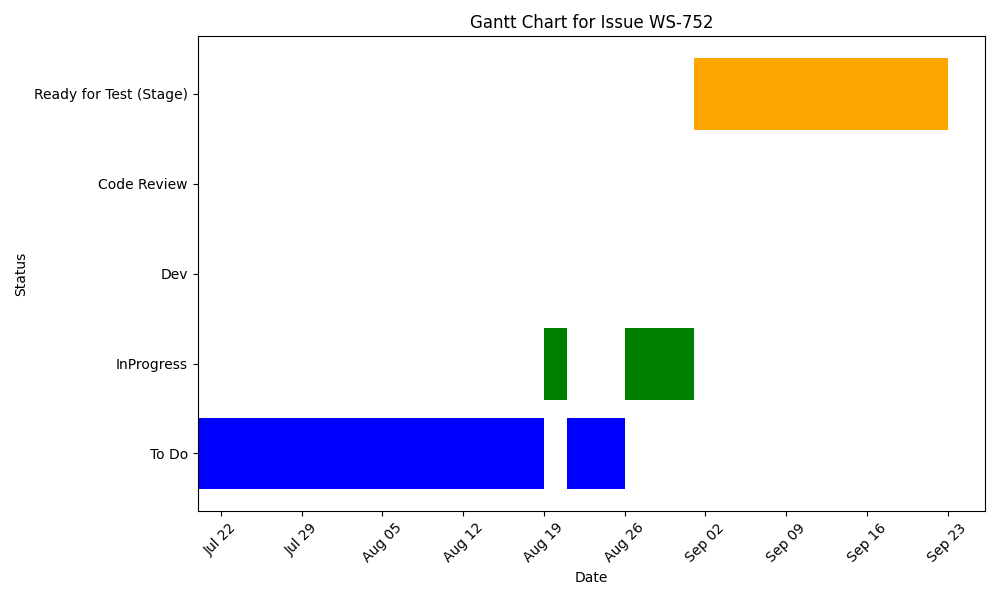 Gantt Chart for Issue WS-752
Ready for Test (Stage)
Code Review
Dev
InProgress
To Do
Status
Jul 22
Jul 29
Aug 05
Aug 12
Aug 19
Aug 26
Sep 02
Sep 09
Sep 16
Sep 23
Date